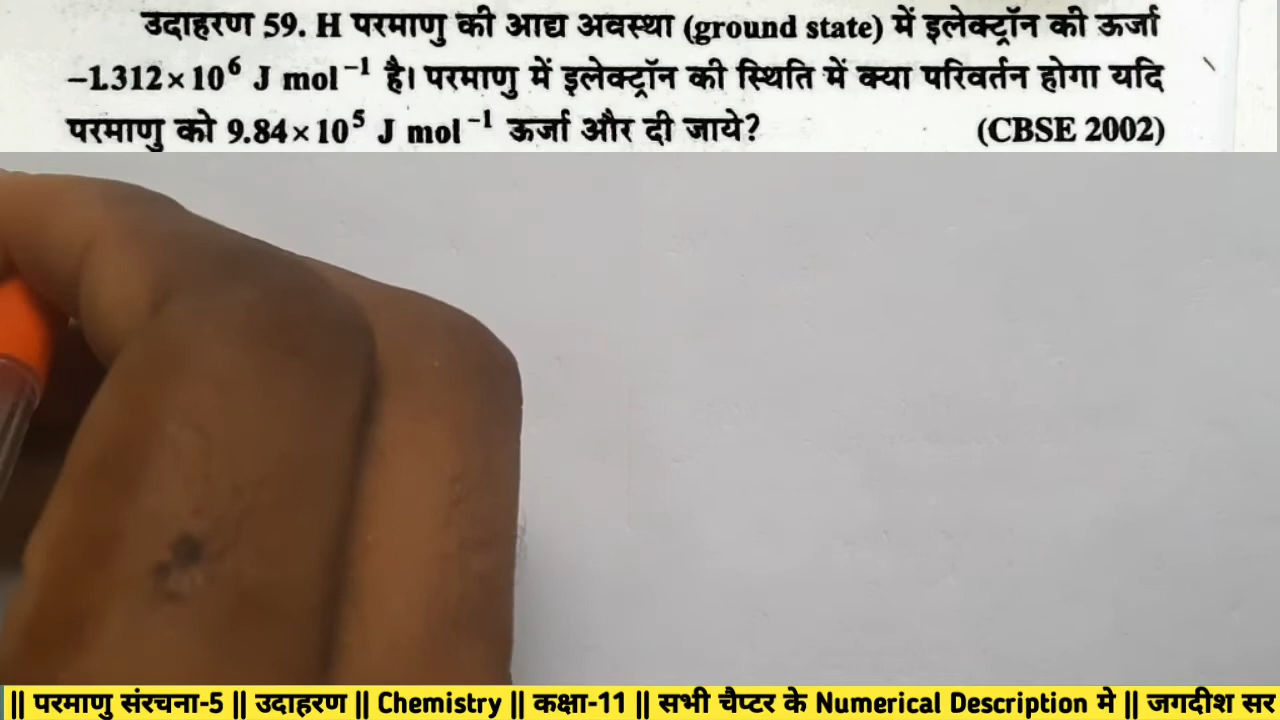 उदाहरण 59. H परमाणु की आद्य अवस्था (ground state) में इलेक्ट्रॉन की ऊर्जा
−1.312×10⁶ J mol⁻¹ है। परमाणु में इलेक्ट्रॉन की स्थिति में क्या परिवर्तन होगा यदि
परमाणु को 9.84×10⁵ J mol⁻¹ ऊर्जा और दी जाये? (CBSE 2002)
|| परमाणु संरचना-5 || उदाहरण || Chemistry || कक्षा-11 || सभी चैप्टर के Numerical Description मे || जगदीश सर